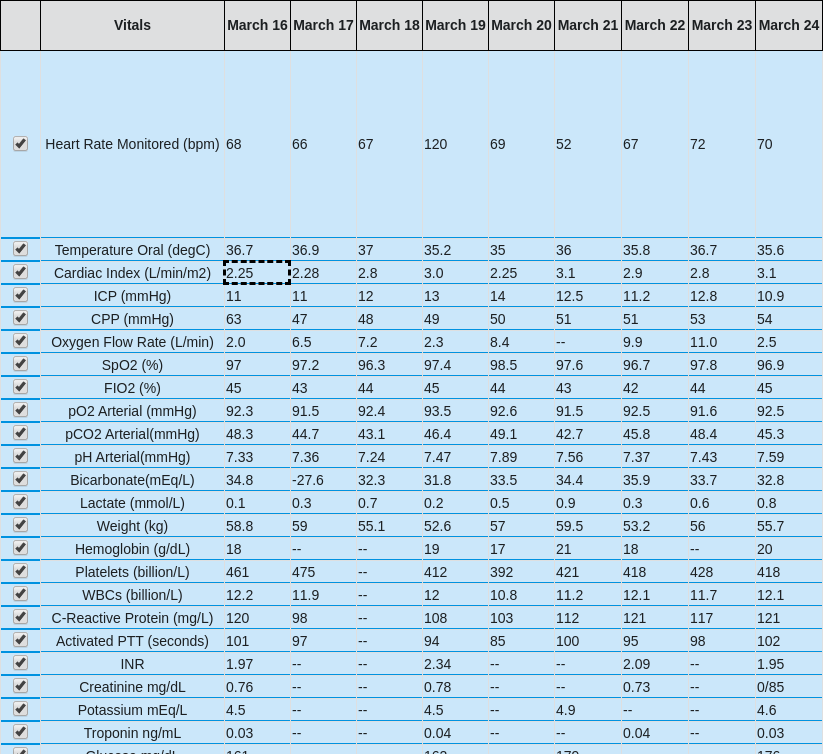 Vitals March 16 March 17 March 18 March 19 March 20 March 21 March 22 March 23 March 24
Heart Rate Monitored (bpm) 68 66 67 120 69 52 67 72 70
Temperature Oral (degC) 36.7 36.9 37 35.2 35 36 35.8 36.7 35.6
Cardiac Index (L/min/m2) 2.25 2.28 2.8 3.0 2.25 3.1 2.9 2.8 3.1
ICP (mmHg) 11 11 12 13 14 12.5 11.2 12.8 10.9
CPP (mmHg) 63 47 48 49 50 51 51 53 54
Oxygen Flow Rate (L/min) 2.0 6.5 7.2 2.3 8.4 -- 9.9 11.0 2.5
SpO2 (%) 97 97.2 96.3 97.4 98.5 97.6 96.7 97.8 96.9
FIO2 (%) 45 43 44 45 44 43 42 44 45
pO2 Arterial (mmHg) 92.3 91.5 92.4 93.5 92.6 91.5 92.5 91.6 92.5
pCO2 Arterial(mmHg) 48.3 44.7 43.1 46.4 49.1 42.7 45.8 48.4 45.3
pH Arterial(mmHg) 7.33 7.36 7.24 7.47 7.89 7.56 7.37 7.43 7.59
Bicarbonate(mEq/L) 34.8 -27.6 32.3 31.8 33.5 34.4 35.9 33.7 32.8
Lactate (mmol/L) 0.1 0.3 0.7 0.2 0.5 0.9 0.3 0.6 0.8
Weight (kg) 58.8 59 55.1 52.6 57 59.5 53.2 56 55.7
Hemoglobin (g/dL) 18 -- -- 19 17 21 18 -- 20
Platelets (billion/L) 461 475 -- 412 392 421 418 428 418
WBCs (billion/L) 12.2 11.9 -- 12 10.8 11.2 12.1 11.7 12.1
C-Reactive Protein (mg/L) 120 98 -- 108 103 112 121 117 121
Activated PTT (seconds) 101 97 -- 94 85 100 95 98 102
INR 1.97 -- -- 2.34 -- -- 2.09 -- 1.95
Creatinine mg/dL 0.76 -- -- 0.78 -- -- 0.73 -- 0/85
Potassium mEq/L 4.5 -- -- 4.5 -- 4.9 -- -- 4.6
Troponin ng/mL 0.03 -- -- 0.04 -- -- 0.04 -- 0.03